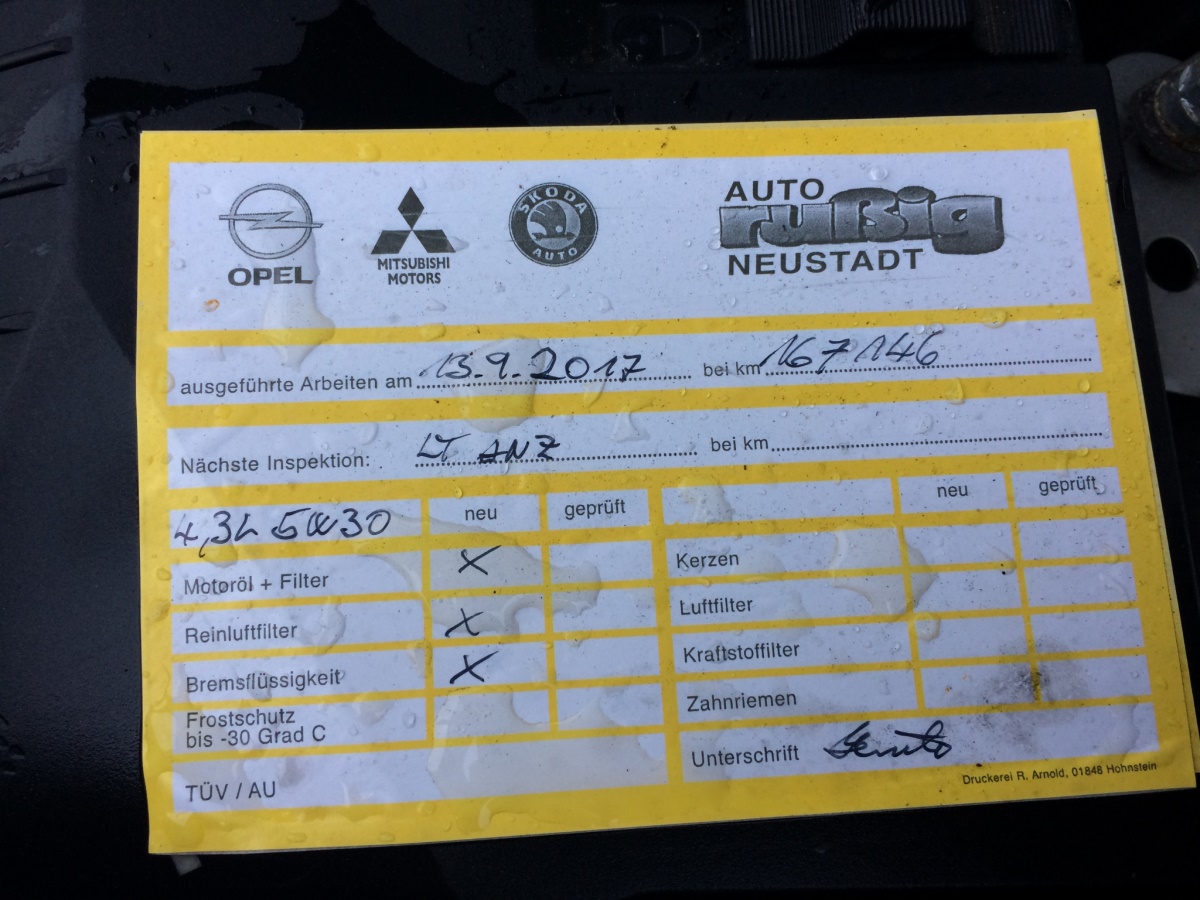 OPEL
MITSUBISHI
MOTORS
ŠKODA
AUTO
AUTO
rußig
NEUSTADT
ausgeführte Arbeiten am 13.9.2017 bei km 167146
Nächste Inspektion: LT ANZ bei km
4,3L 5W30 neu geprüft
Motoröl + Filter X
Reinluftfilter X
Bremsflüssigkeit X
Frostschutz
bis -30 Grad C
TÜV / AU
neu geprüft
Kerzen
Luftfilter
Kraftstoffilter
Zahnriemen
Unterschrift
Druckerei R. Arnold, 01848 Hohnstein